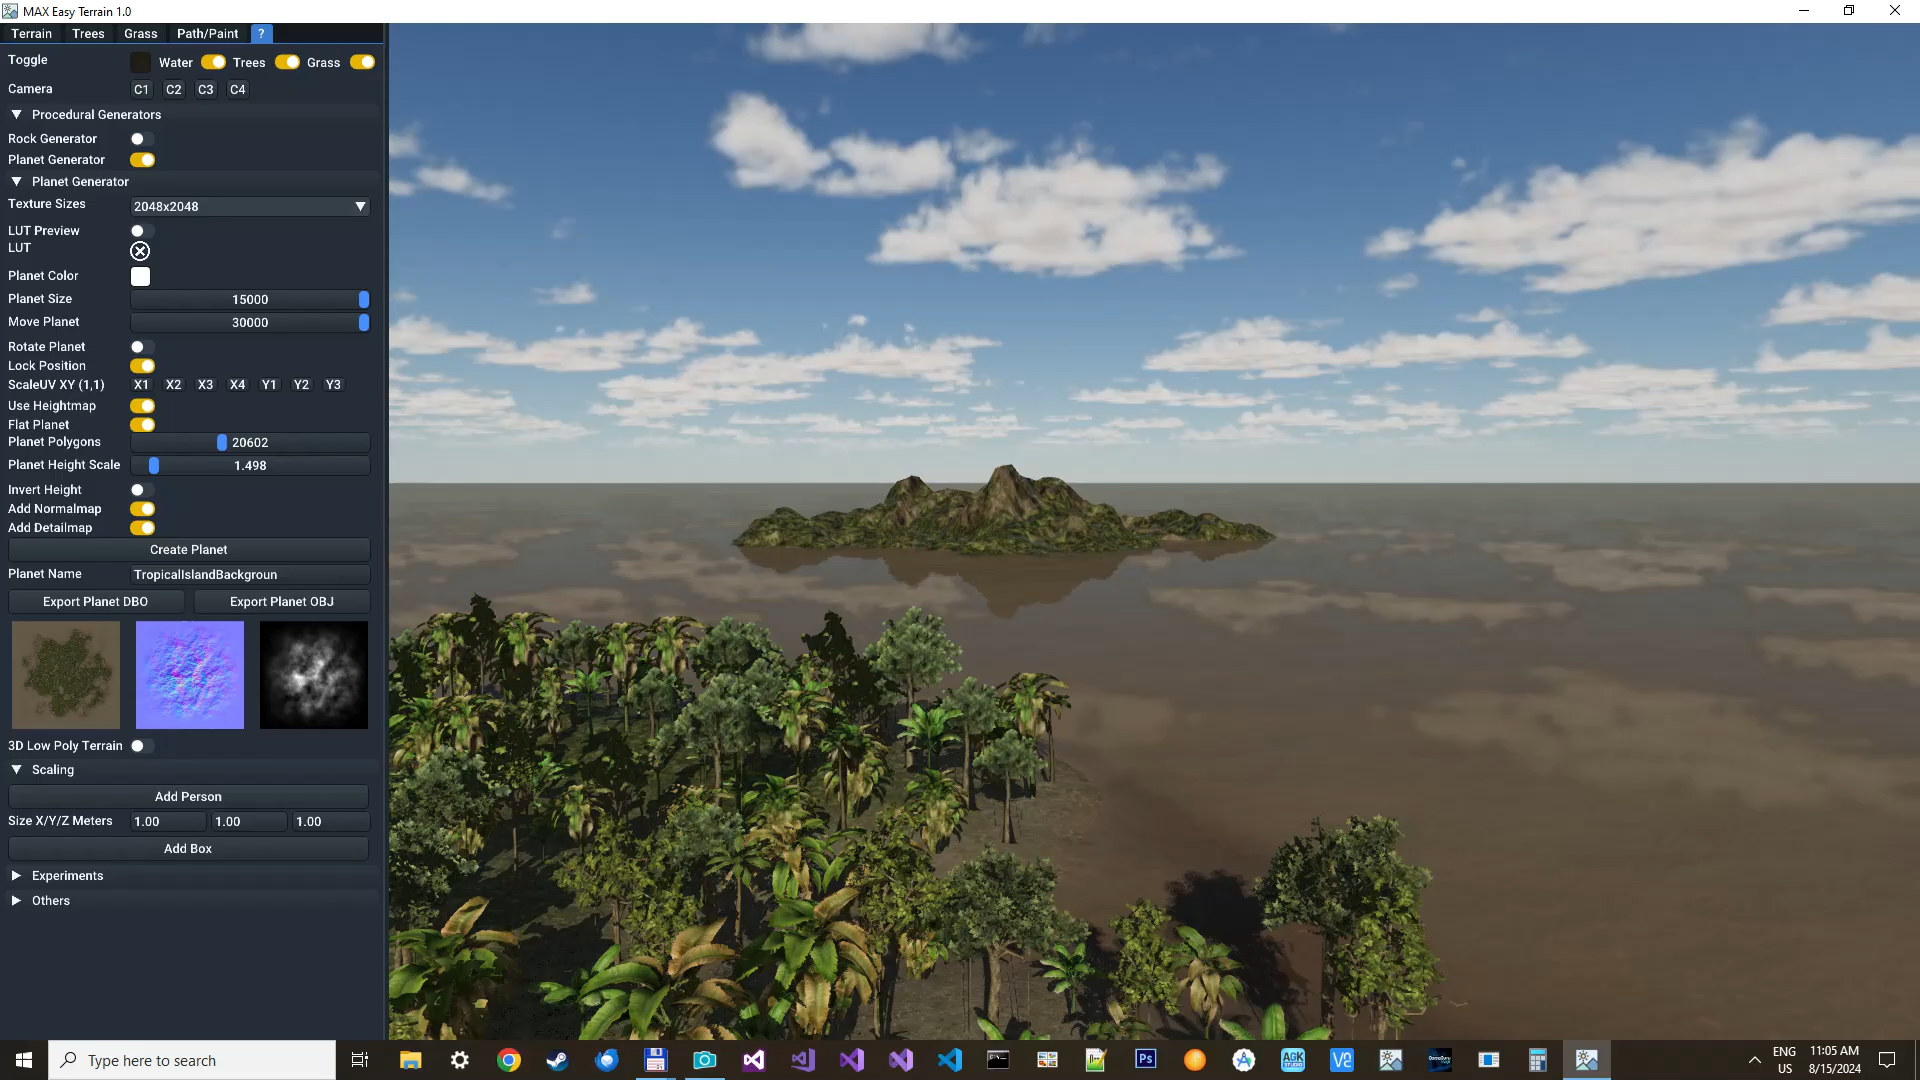 MAX Easy Terrain 1.0
Terrain Trees Grass Path/Paint ?
Toggle Water Trees Grass
Camera C1 C2 C3 C4
Procedural Generators
Rock Generator
Planet Generator
Planet Generator
Texture Sizes 2048x2048
LUT Preview
LUT
Planet Color
Planet Size 15000
Move Planet 30000
Rotate Planet
Lock Position
ScaleUV XY (1,1) X1 X2 X3 X4 Y1 Y2 Y3
Use Heightmap
Flat Planet
Planet Polygons 20602
Planet Height Scale 1.498
Invert Height
Add Normalmap
Add Detailmap
Create Planet
Planet Name TropicalIslandBackgroun
Export Planet DBO Export Planet OBJ
3D Low Poly Terrain
Scaling
Add Person
Size X/Y/Z Meters 1.00 1.00 1.00
Add Box
Experiments
Others
Type here to search
Ps
AGK
ENG
US
11:05 AM
8/15/2024